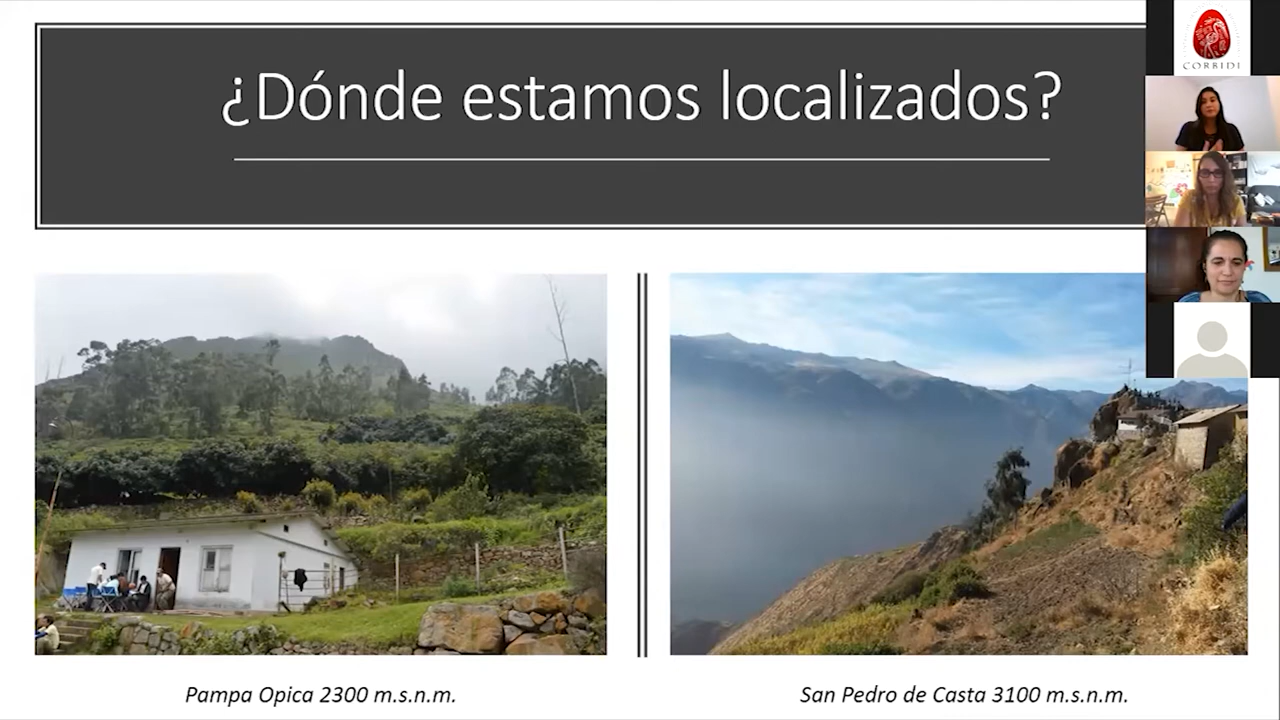 ¿Dónde estamos localizados?
CORBIDI
Pampa Opica 2300 m.s.n.m.
San Pedro de Casta 3100 m.s.n.m.